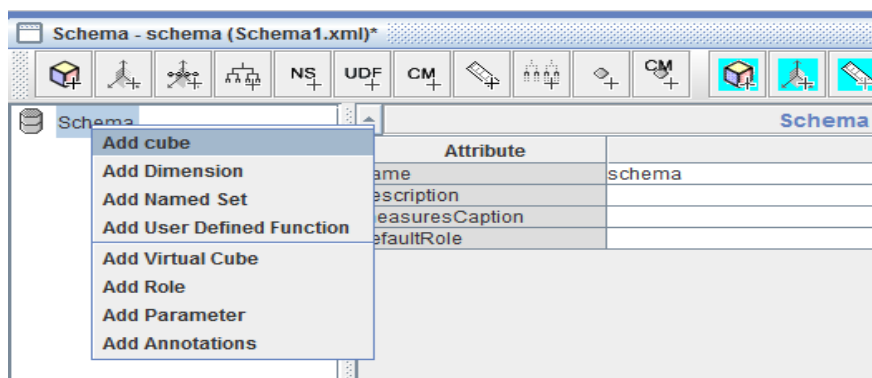 Schema - schema (Schema1.xml)*
NS UDF CM CM
Schema
Schema
Add cube
Add Dimension
Add Named Set
Add User Defined Function
Add Virtual Cube
Add Role
Add Parameter
Add Annotations
Attribute
ame schema
escription
easuresCaption
efaultRole